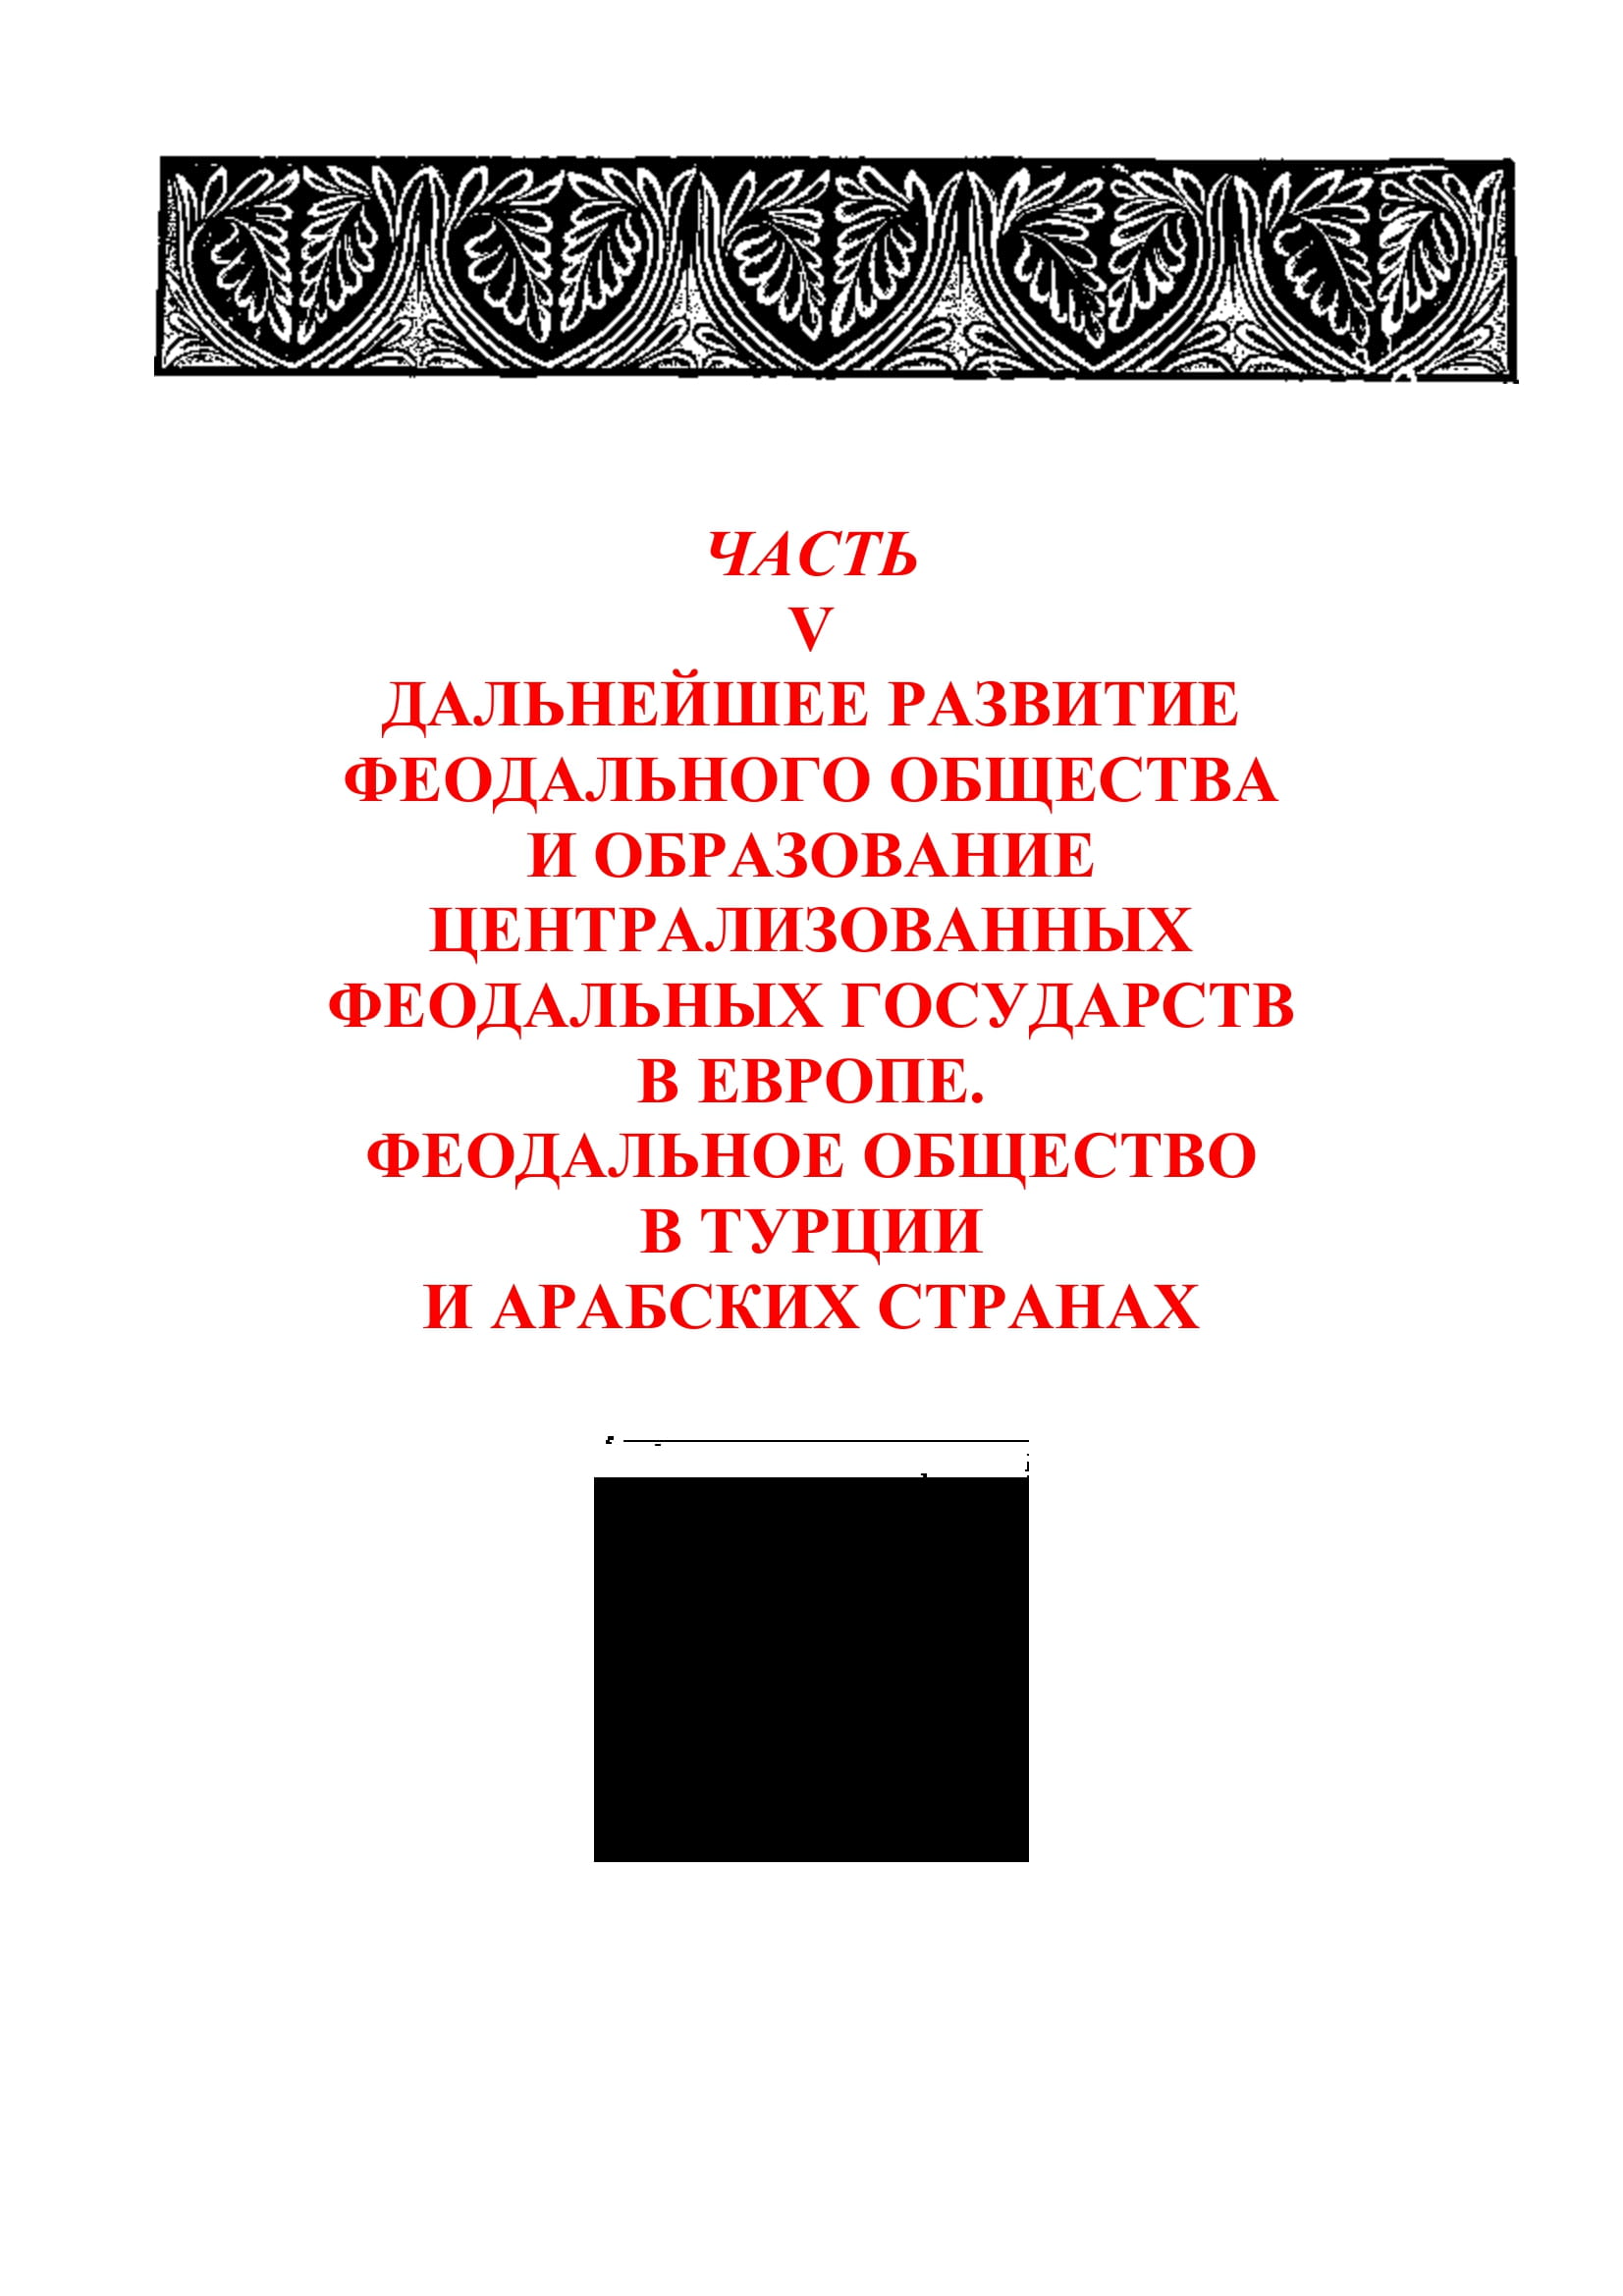 ЧАСТЬ
V
ДАЛЬНЕЙШЕЕ РАЗВИТИЕ
ФЕОДАЛЬНОГО ОБЩЕСТВА
И ОБРАЗОВАНИЕ
ЦЕНТРАЛИЗОВАННЫХ
ФЕОДАЛЬНЫХ ГОСУДАРСТВ
В ЕВРОПЕ.
ФЕОДАЛЬНОЕ ОБЩЕСТВО
В ТУРЦИИ
И АРАБСКИХ СТРАНАХ